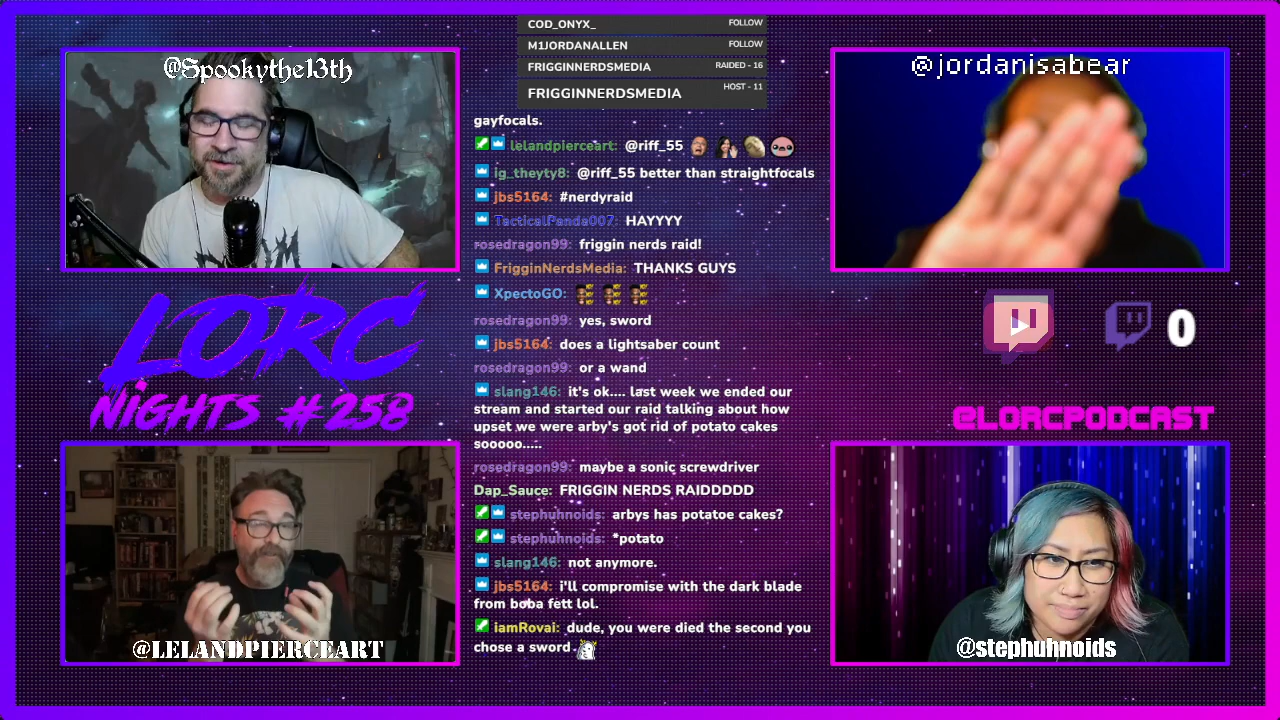 COD_ONYX_ FOLLOW
M1JORDANALLEN FOLLOW
FRIGGINNERDSMEDIA RAIDED - 16
FRIGGINNERDSMEDIA HOST - 11
@Spookythe13th
@jordanisabear
gayfocals.
lelandpierceart: @riff_55
ig_theyty8: @riff_55 better than straightfocals
jbs5164: #nerdyraid
TacticalPanda007: HAYYYY
rosedragon99: friggin nerds raid!
FrigginNerdsMedia: THANKS GUYS
XpectoGO:
rosedragon99: yes, sword
jbs5164: does a lightsaber count
rosedragon99: or a wand
slang146: it's ok.... last week we ended our
stream and started our raid talking about how
upset we were arby's got rid of potato cakes
sooooo.....
rosedragon99: maybe a sonic screwdriver
Dap_Sauce: FRIGGIN NERDS RAIDDDDD
stephuhnoids: arbys has potatoe cakes?
stephuhnoids: *potato
slang146: not anymore.
jbs5164: i'll compromise with the dark blade
from boba fett lol.
iamRovai: dude, you were died the second you
chose a sword.
LORC
NIGHTS #258
0
@LORCPODCAST
@LELANDPIERCEART
@stephuhnoids